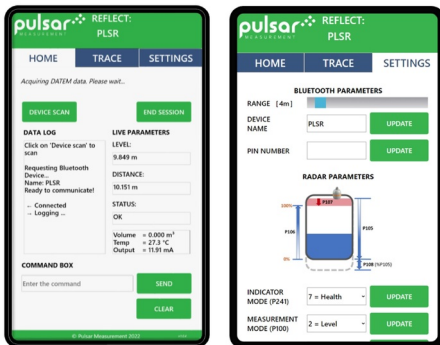 pulsar
MEASUREMENT
REFLECT:
PLSR
HOME
TRACE
SETTINGS
Acquiring DATEM data. Please wait...
DEVICE SCAN
END SESSION
DATA LOG
Click on 'Device scan' to
scan
Requesting Bluetooth
Device...
Name: PLSR
Ready to communicate!
← Connected
→ Logging ...
LIVE PARAMETERS
LEVEL:
9.849 m
DISTANCE:
10.151 m
STATUS:
OK
Volume = 0.000 m³
Temp = 27.3 °C
Output = 11.91 mA
COMMAND BOX
Enter the command
SEND
CLEAR
© Pulsar Measurement 2022
pulsar
MEASUREMENT
REFLECT:
PLSR
HOME
TRACE
SETTINGS
BLUETOOTH PARAMETERS
RANGE [4m]
DEVICE
NAME
PLSR
UPDATE
PIN NUMBER
UPDATE
RADAR PARAMETERS
P107
100%
P106
P105
0%
P108 (%P105)
INDICATOR
MODE (P241)
7 = Health
UPDATE
MEASUREMENT
MODE (P100)
2 = Level
UPDATE